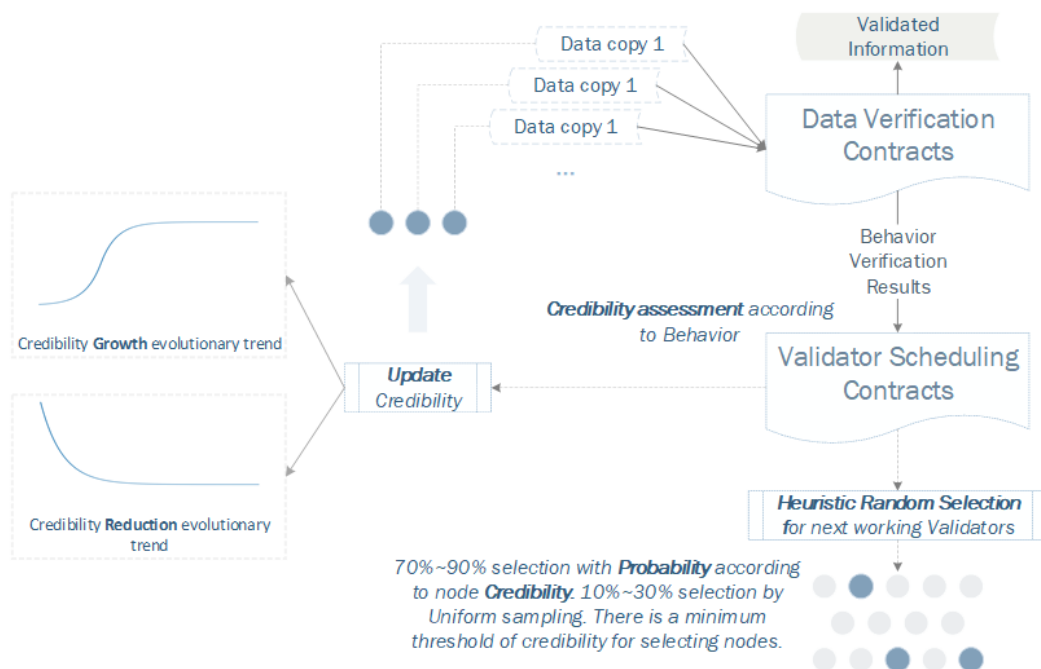 Validated
Information
Data copy 1
Data copy 1
Data copy 1
...
Data Verification
Contracts
Behavior
Verification
Results
Credibility Growth evolutionary trend
Credibility assessment according
to Behavior
Update
Credibility
Validator Scheduling
Contracts
Credibility Reduction evolutionary
trend
Heuristic Random Selection
for next working Validators
70%~90% selection with Probability according
to node Credibility. 10%~30% selection by
Uniform sampling. There is a minimum
threshold of credibility for selecting nodes.